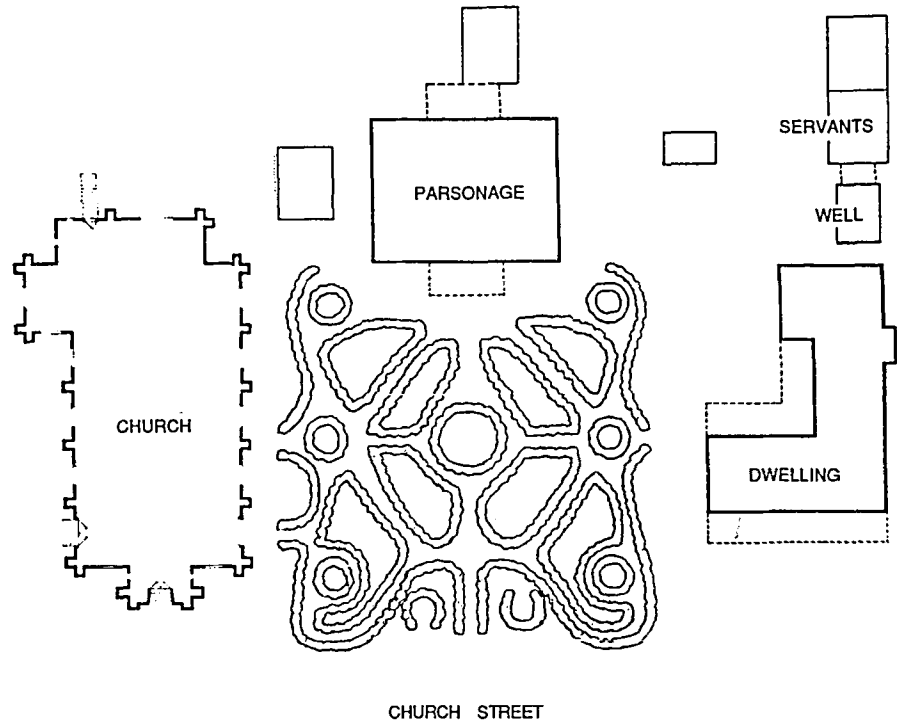 SERVANTS
PARSONAGE
WELL
CHURCH
DWELLING
CHURCH STREET